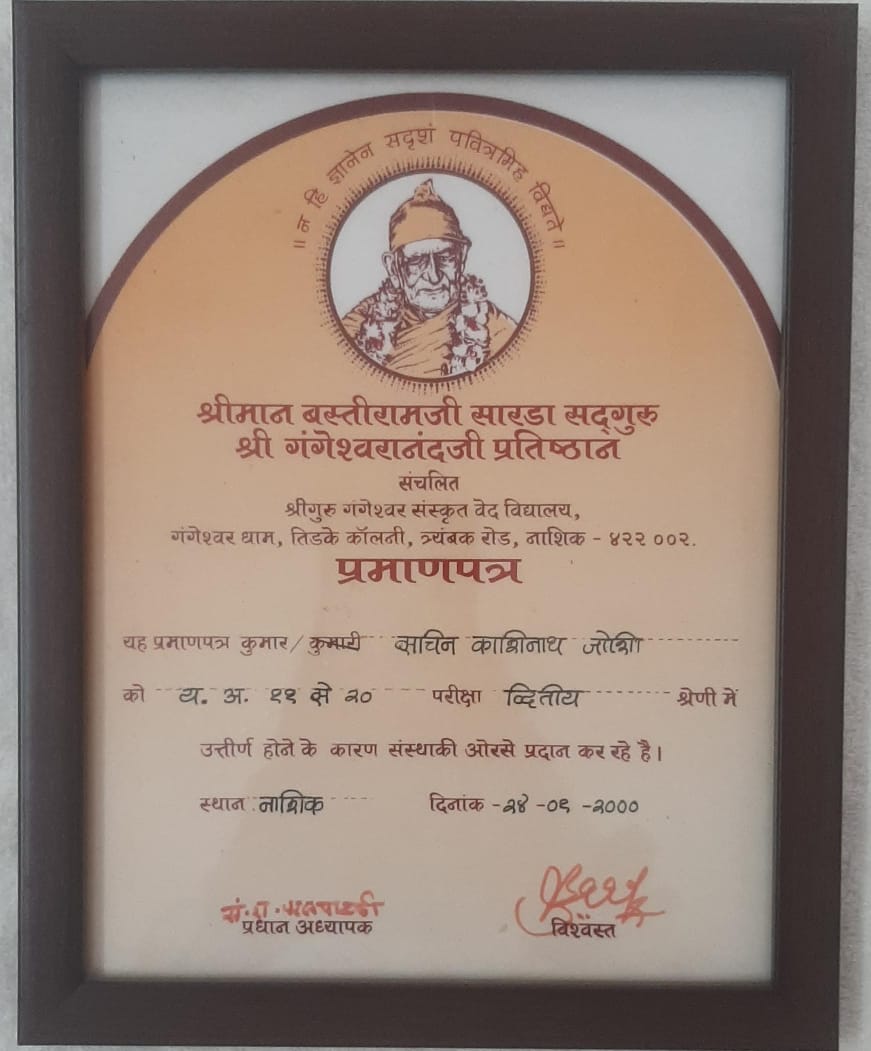 ॥ न हि ज्ञानेन सदृशं पवित्रमिह विद्यते ॥
श्रीमान बस्तीरामजी सारडा सद्‌गुरु
श्री गंगेश्वरानंदजी प्रतिष्ठान
संचलित
श्रीगुरु गंगेश्वर संस्कृत वेद विद्यालय,
गंगेश्वर धाम, तिडके कॉलनी, त्र्यंबक रोड, नाशिक - ४२२ ००२.
प्रमाणपत्र
यह प्रमाणपत्र कुमार/कुमारी सचिन काशिनाथ जोशी
को य. अ. ११ से २० परीक्षा द्वितीय श्रेणी में
उत्तीर्ण होने के कारण संस्थाकी ओरसे प्रदान कर रहे है।
स्थान नाशिक दिनांक -२४ -०९ -२०००
प्रधान अध्यापक विश्वस्त